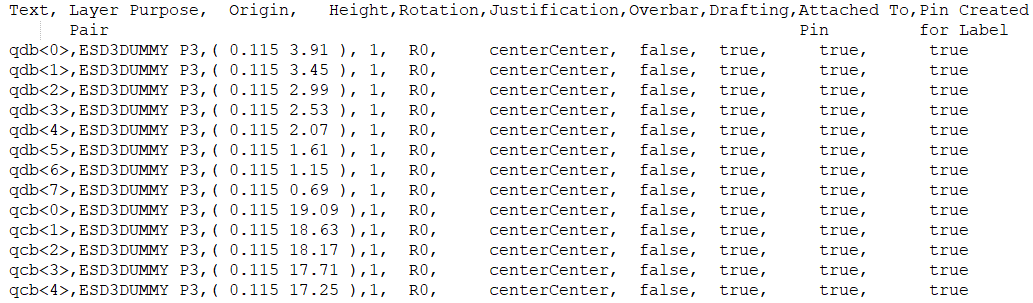 Text, Layer Purpose, Origin, Height,Rotation,Justification,Overbar,Drafting,Attached To,Pin Created
Pair Pin for Label
qdb<0>,ESD3DUMMY P3,( 0.115 3.91 ), 1, R0, centerCenter, false, true, true, true
qdb<1>,ESD3DUMMY P3,( 0.115 3.45 ), 1, R0, centerCenter, false, true, true, true
qdb<2>,ESD3DUMMY P3,( 0.115 2.99 ), 1, R0, centerCenter, false, true, true, true
qdb<3>,ESD3DUMMY P3,( 0.115 2.53 ), 1, R0, centerCenter, false, true, true, true
qdb<4>,ESD3DUMMY P3,( 0.115 2.07 ), 1, R0, centerCenter, false, true, true, true
qdb<5>,ESD3DUMMY P3,( 0.115 1.61 ), 1, R0, centerCenter, false, true, true, true
qdb<6>,ESD3DUMMY P3,( 0.115 1.15 ), 1, R0, centerCenter, false, true, true, true
qdb<7>,ESD3DUMMY P3,( 0.115 0.69 ), 1, R0, centerCenter, false, true, true, true
qcb<0>,ESD3DUMMY P3,( 0.115 19.09 ),1, R0, centerCenter, false, true, true, true
qcb<1>,ESD3DUMMY P3,( 0.115 18.63 ),1, R0, centerCenter, false, true, true, true
qcb<2>,ESD3DUMMY P3,( 0.115 18.17 ),1, R0, centerCenter, false, true, true, true
qcb<3>,ESD3DUMMY P3,( 0.115 17.71 ),1, R0, centerCenter, false, true, true, true
qcb<4>,ESD3DUMMY P3,( 0.115 17.25 ),1, R0, centerCenter, false, true, true, true